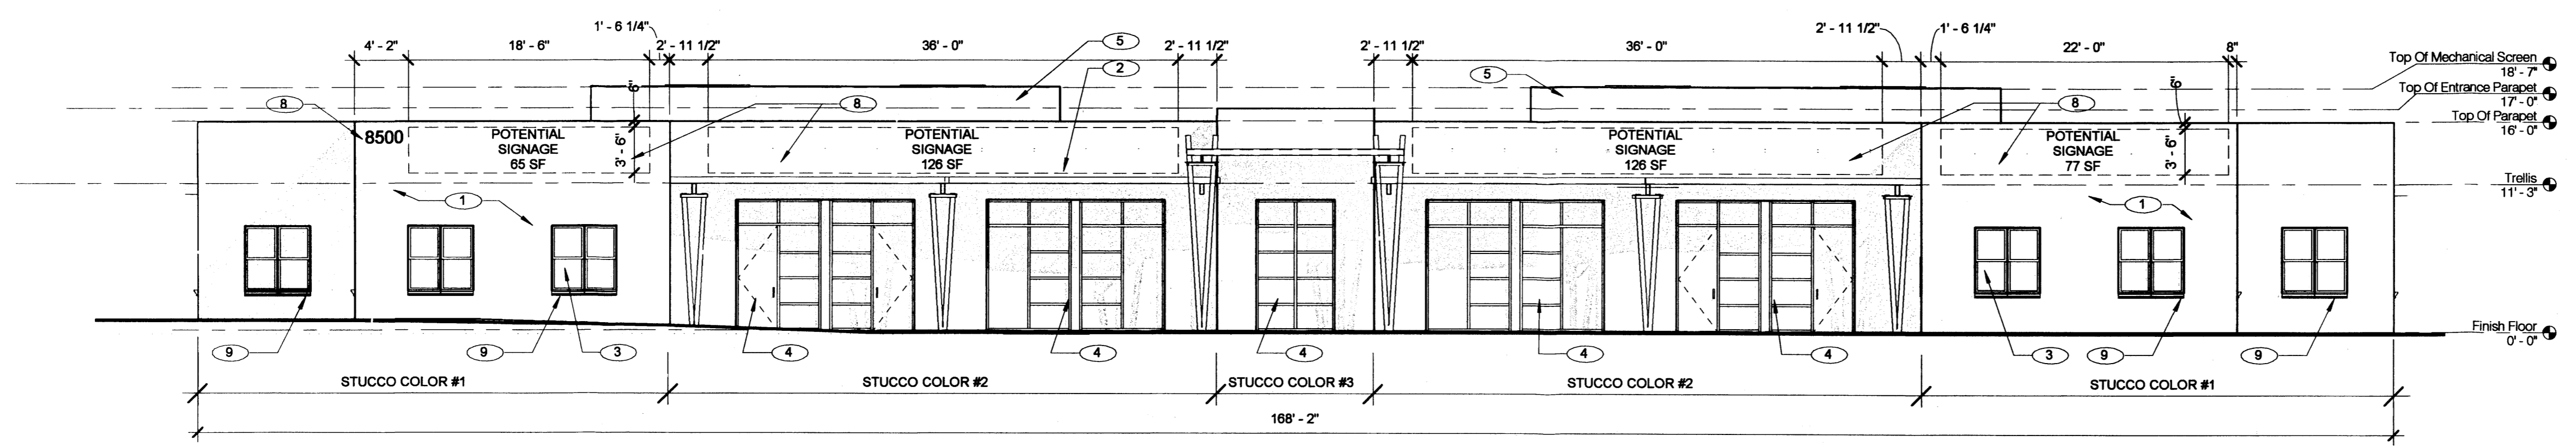 1' - 6 1/4"
4' - 2"
18' - 6"
2' - 11 1/2"
36' - 0"
2' - 11 1/2"
2' - 11 1/2"
36' - 0"
2' - 11 1/2"
1' - 6 1/4"
22' - 0"
8"
5
2
5
Top Of Mechanical Screen
18' - 7"
Top Of Entrance Parapet
17' - 0"
Top Of Parapet
16' - 0"
6"
6"
8
8
8
8500
POTENTIAL
SIGNAGE
65 SF
3' - 6"
POTENTIAL
SIGNAGE
126 SF
POTENTIAL
SIGNAGE
126 SF
POTENTIAL
SIGNAGE
77 SF
3' - 6"
Trellis
11' - 3"
1
1
Finish Floor
0' - 0"
9
9
3
4
4
4
4
4
3
9
9
STUCCO COLOR #1
STUCCO COLOR #2
STUCCO COLOR #3
STUCCO COLOR #2
STUCCO COLOR #1
168' - 2"